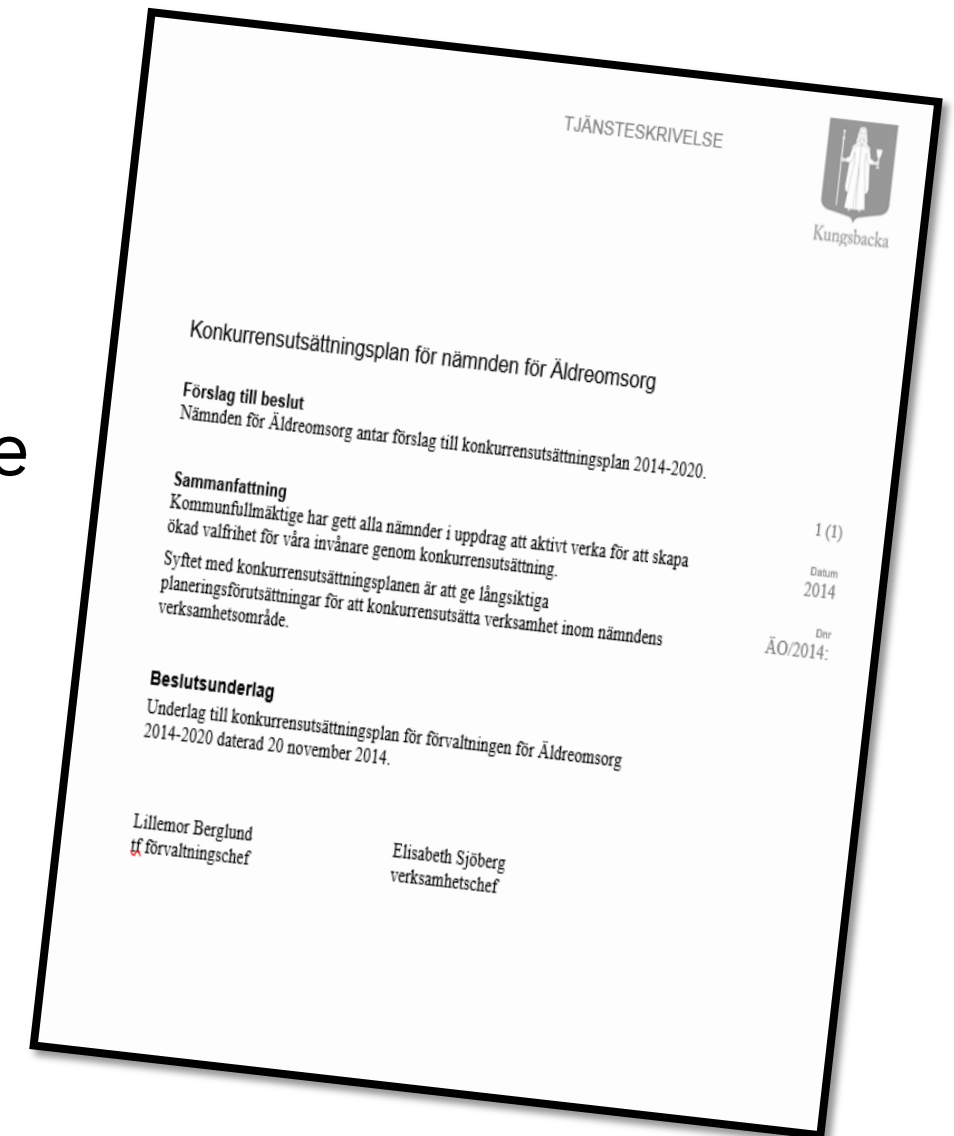 e
TJÄNSTESKRIVELSE
Kungsbacka
Konkurrensutsättningsplan för nämnden för Äldreomsorg
Förslag till beslut
Nämnden för Äldreomsorg antar förslag till konkurrensutsättningsplan 2014-2020.
Sammanfattning
Kommunfullmäktige har gett alla nämnder i uppdrag att aktivt verka för att skapa
ökad valfrihet för våra invånare genom konkurrensutsättning.
Syftet med konkurrensutsättningsplanen är att ge långsiktiga
planeringsförutsättningar för att konkurrensutsätta verksamhet inom nämndens
verksamhetsområde.
1 (1)
Datum
2014
Dnr
ÄO/2014:
Beslutsunderlag
Underlag till konkurrensutsättningsplan för förvaltningen för Äldreomsorg
2014-2020 daterad 20 november 2014.
Lillemor Berglund
tf förvaltningschef
Elisabeth Sjöberg
verksamhetschef